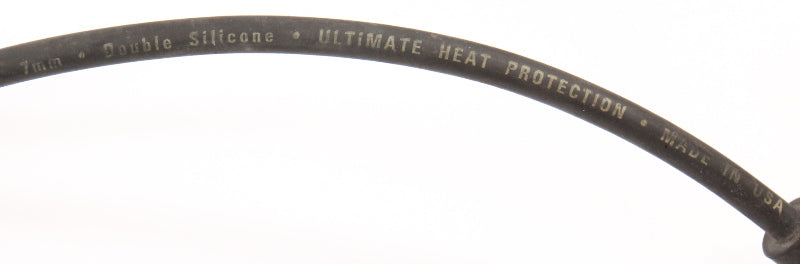 7mm • Double Silicone • ULTIMATE HEAT PROTECTION • MADE IN USA